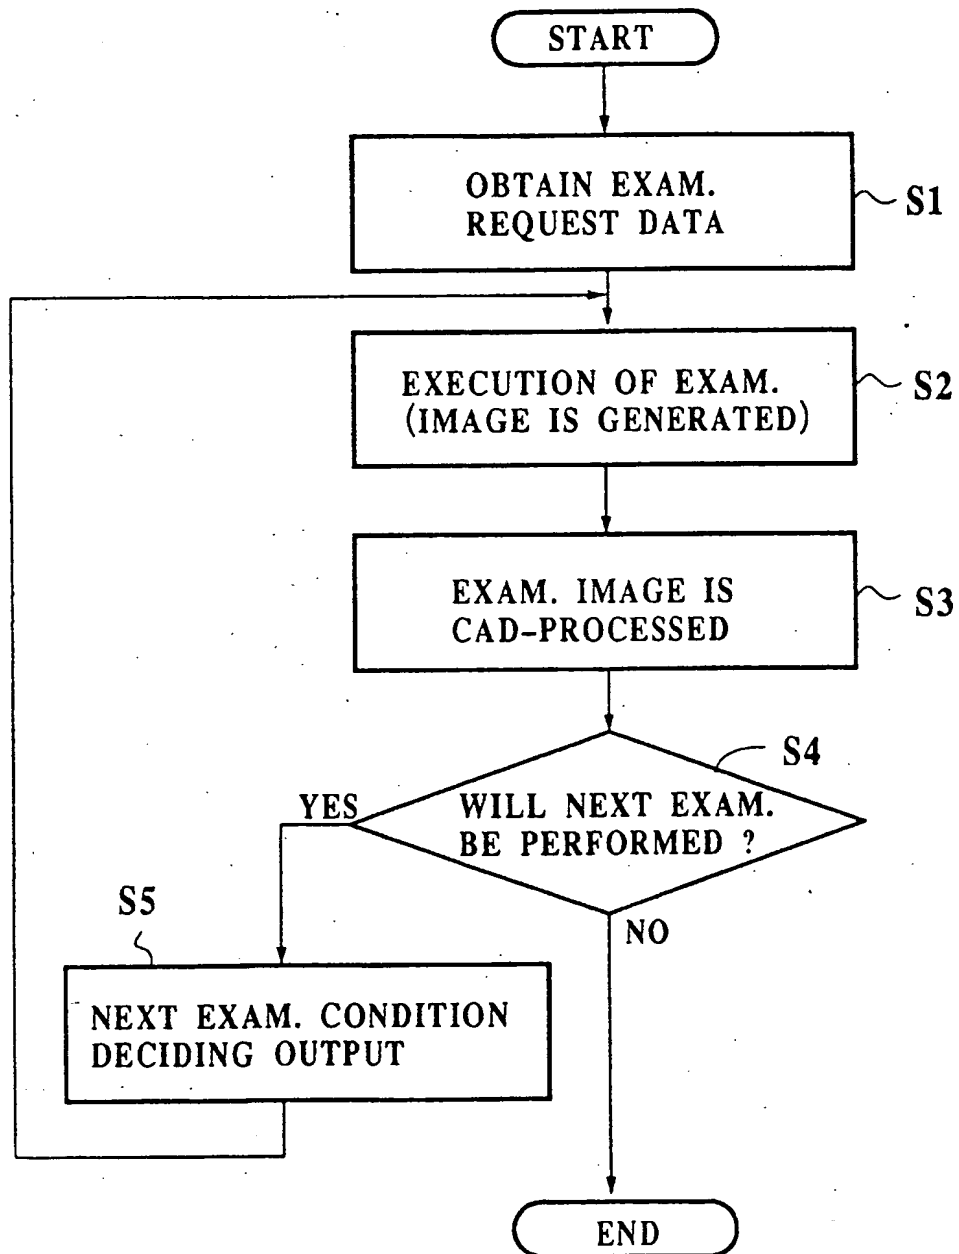 START
OBTAIN EXAM.
REQUEST DATA
S1
EXECUTION OF EXAM.
(IMAGE IS GENERATED)
S2
EXAM. IMAGE IS
CAD-PROCESSED
S3
S4
YES
WILL NEXT EXAM.
BE PERFORMED ?
NO
S5
NEXT EXAM. CONDITION
DECIDING OUTPUT
END